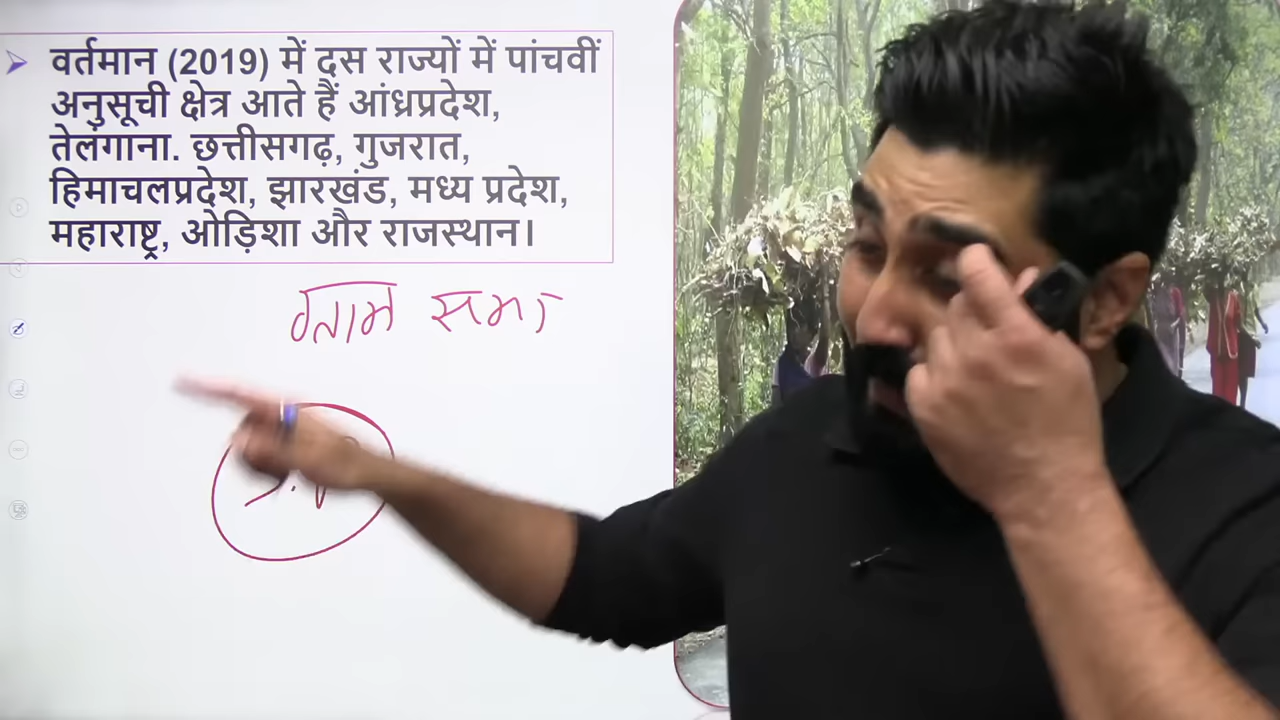 वर्तमान (2019) में दस राज्यों में पांचवीं
अनुसूची क्षेत्र आते हैं आंध्रप्रदेश,
तेलंगाना. छत्तीसगढ़, गुजरात,
हिमाचलप्रदेश, झारखंड, मध्य प्रदेश,
महाराष्ट्र, ओड़िशा और राजस्थान।
ग्राम सभा